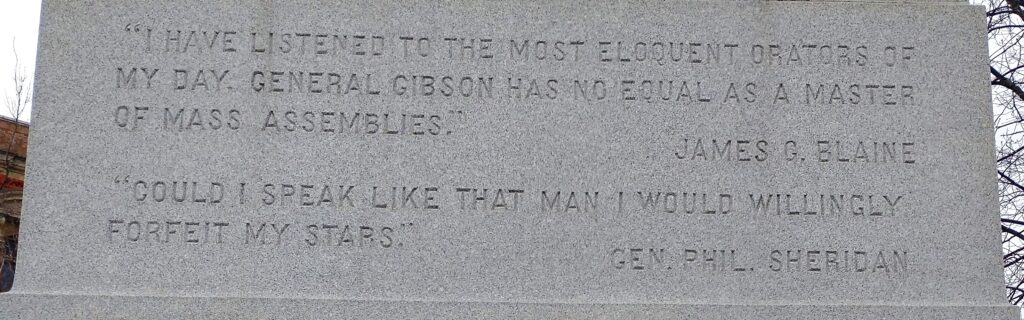 “I HAVE LISTENED TO THE MOST ELOQUENT ORATORS OF
MY DAY. GENERAL GIBSON HAS NO EQUAL AS A MASTER
OF MASS ASSEMBLIES.”
JAMES G. BLAINE
“COULD I SPEAK LIKE THAT MAN I WOULD WILLINGLY
FORFEIT MY STARS.”
GEN. PHIL. SHERIDAN